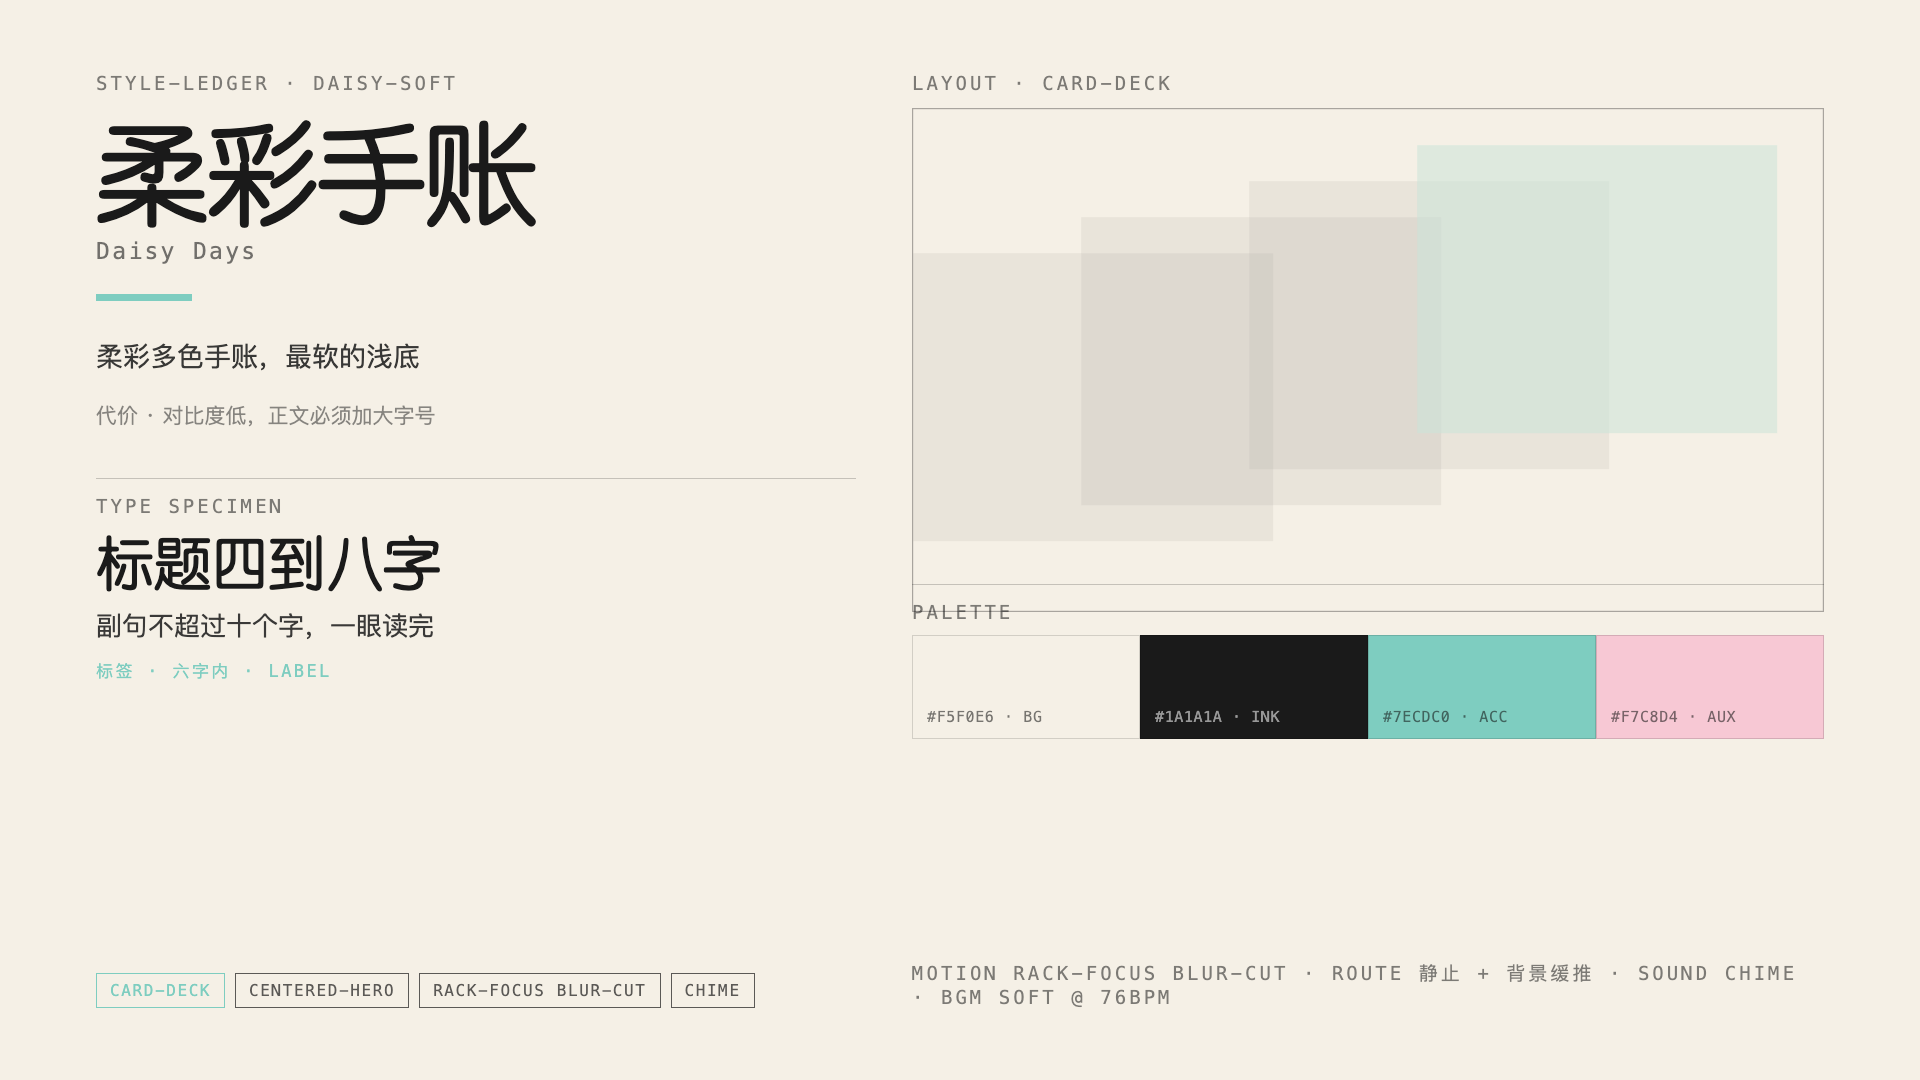 STYLE-LEDGER · DAISY-SOFT
柔彩手账
Daisy Days
柔彩多色手账，最软的浅底
代价 · 对比度低，正文必须加大字号
TYPE SPECIMEN
标题四到八字
副句不超过十个字，一眼读完
标签 · 六字内 · LABEL
CARD-DECK
CENTERED-HERO
RACK-FOCUS BLUR-CUT
CHIME
LAYOUT · CARD-DECK
PALETTE
#F5F0E6 · BG
#1A1A1A · INK
#7ECDC0 · ACC
#F7C8D4 · AUX
MOTION RACK-FOCUS BLUR-CUT · ROUTE 静止 + 背景缓推 · SOUND CHIME
· BGM SOFT @ 76BPM